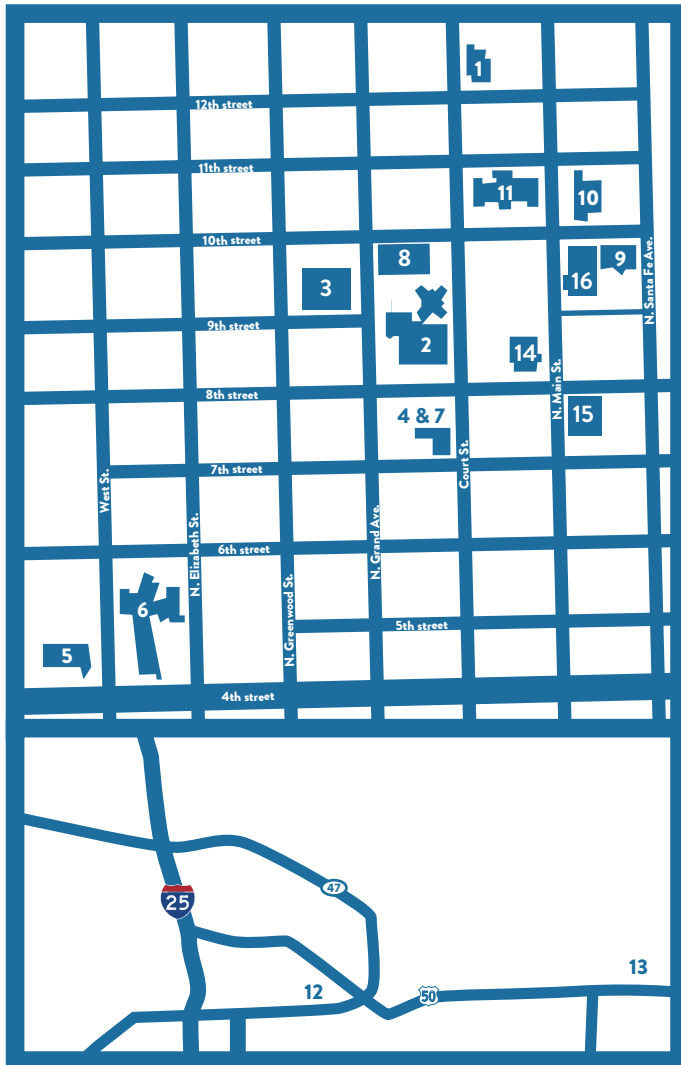 1
12th street
11th street
11
10
10th street
N. Santa Fe Ave.
8
9
16
3
9th street
2
14
8th street
N. Main St.
4 & 7
15
Court St.
7th street
West St.
N. Elizabeth St.
N. Grand Ave.
6th street
N. Greenwood St.
6
5th street
5
4th street
47
25
13
12
50